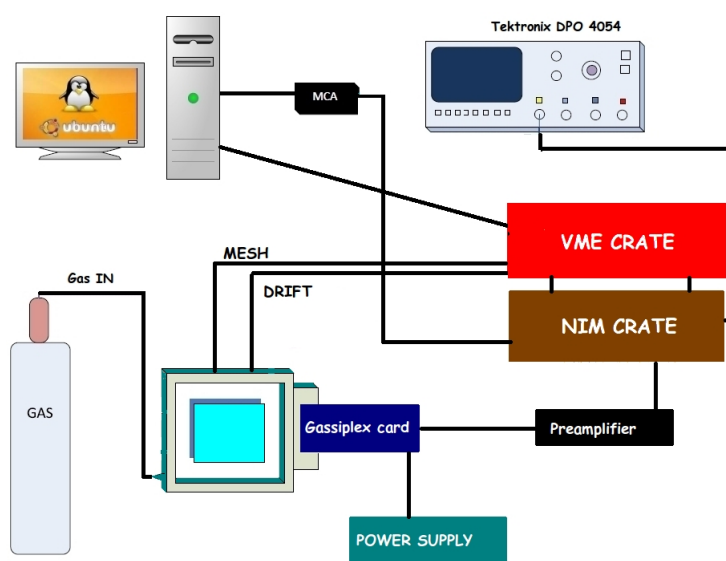 Tektronix DPO 4054
ubuntu
MCA
VME CRATE
MESH
Gas IN
DRIFT
NIM CRATE
GAS
Gassiplex card
Preamplifier
POWER SUPPLY